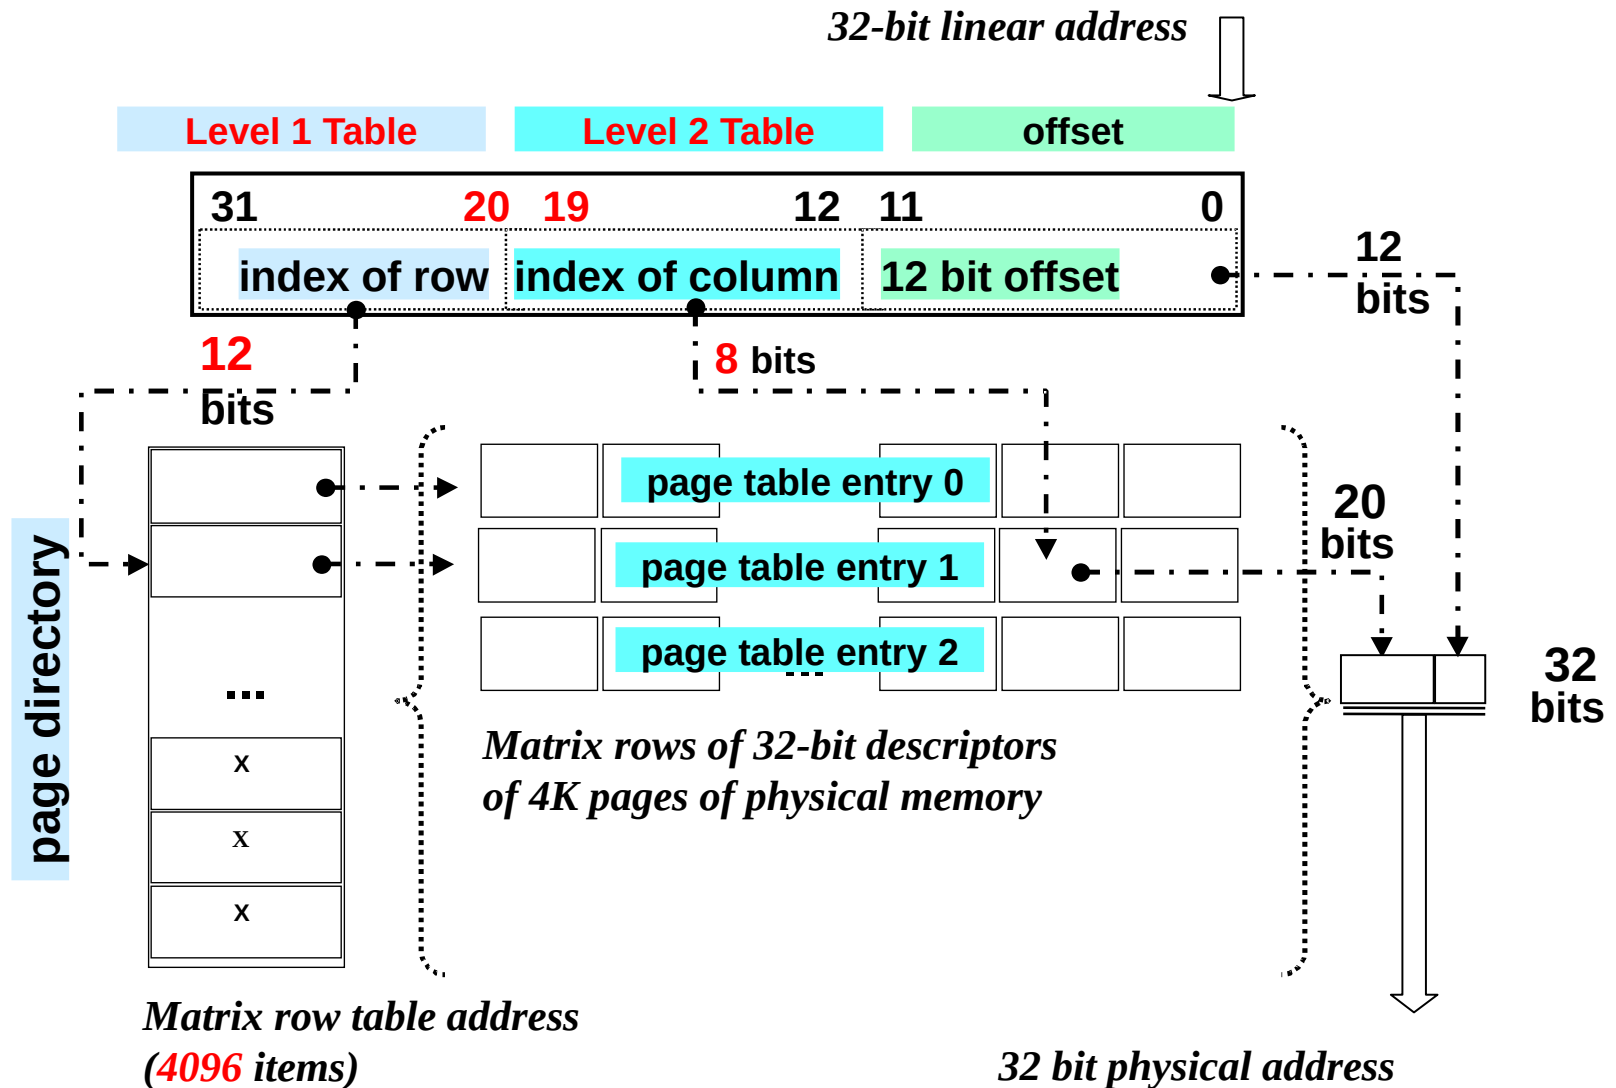 32-bit linear address
Level 1 Table
Level 2 Table
offset
31 20 19 12 11 0
index of row index of column 12 bit offset
12
bits
12
bits
8 bits
page directory
page table entry 0
page table entry 1
page table entry 2
...
...
20
bits
32
bits
x
x
x
Matrix rows of 32-bit descriptors
of 4K pages of physical memory
Matrix row table address
(4096 items)
32 bit physical address